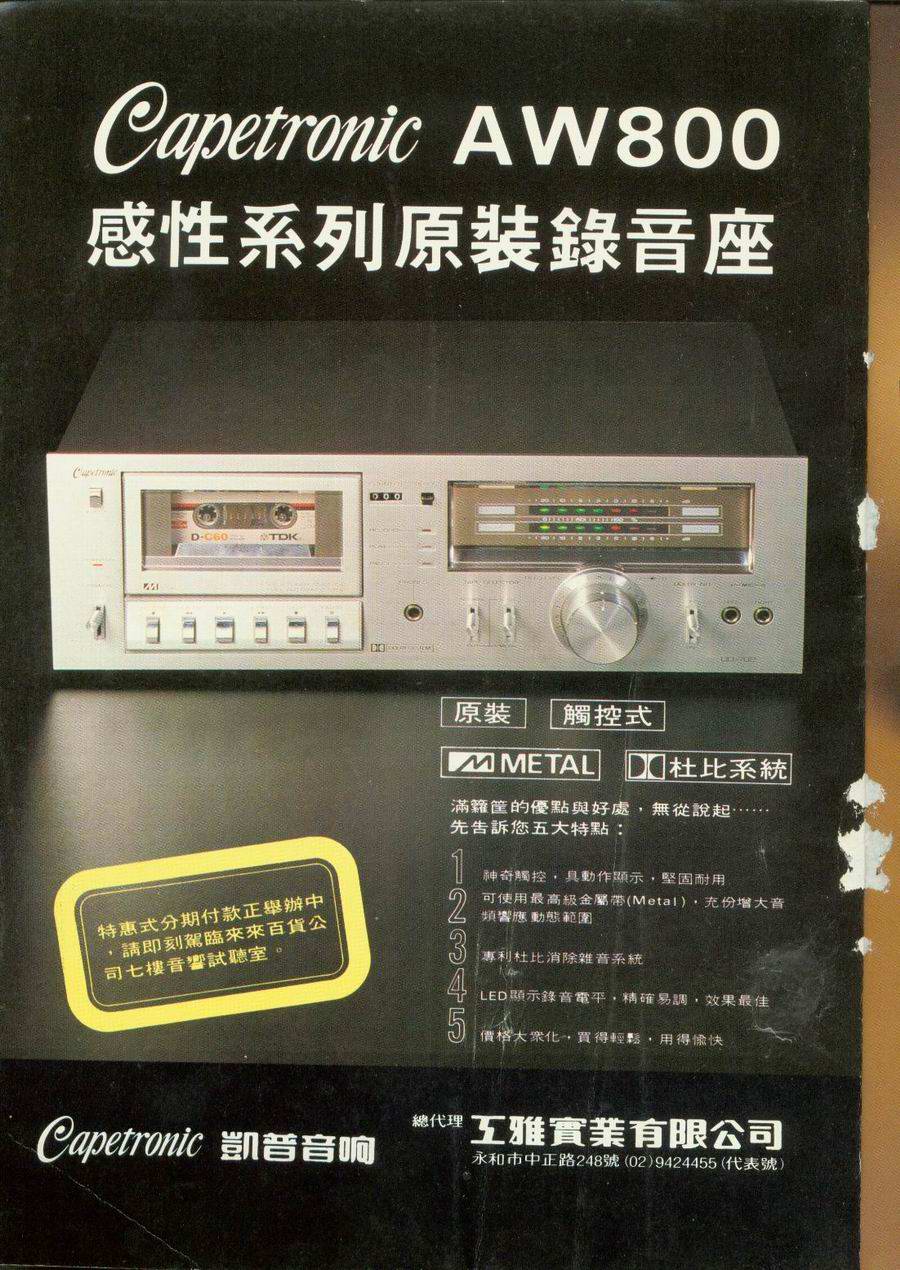 Capetronic AW800
感性系列原裝錄音座
Capetronic
000
D-C60 TDK
DOLBY SYSTEM
原裝 觸控式
METAL 杜比系統
滿籮筐的優點與好處，無從說起⋯⋯
先告訴您五大特點：
1 神奇觸控，具動作顯示，堅固耐用
2 可使用最高級金屬帶(Metal)，充份增大音
頻響應動態範圍
3 專利杜比消除雜音系統
4 LED顯示錄音電平，精確易調，效果最佳
5 價格大衆化，買得輕鬆，用得愉快
特惠式分期付款正舉辦中
，請即刻駕臨來來百貨公
司七樓音響試聽室。
Capetronic 凱普音响
總代理 工雅實業有限公司
永和市中正路248號 (02)9424455 (代表號)